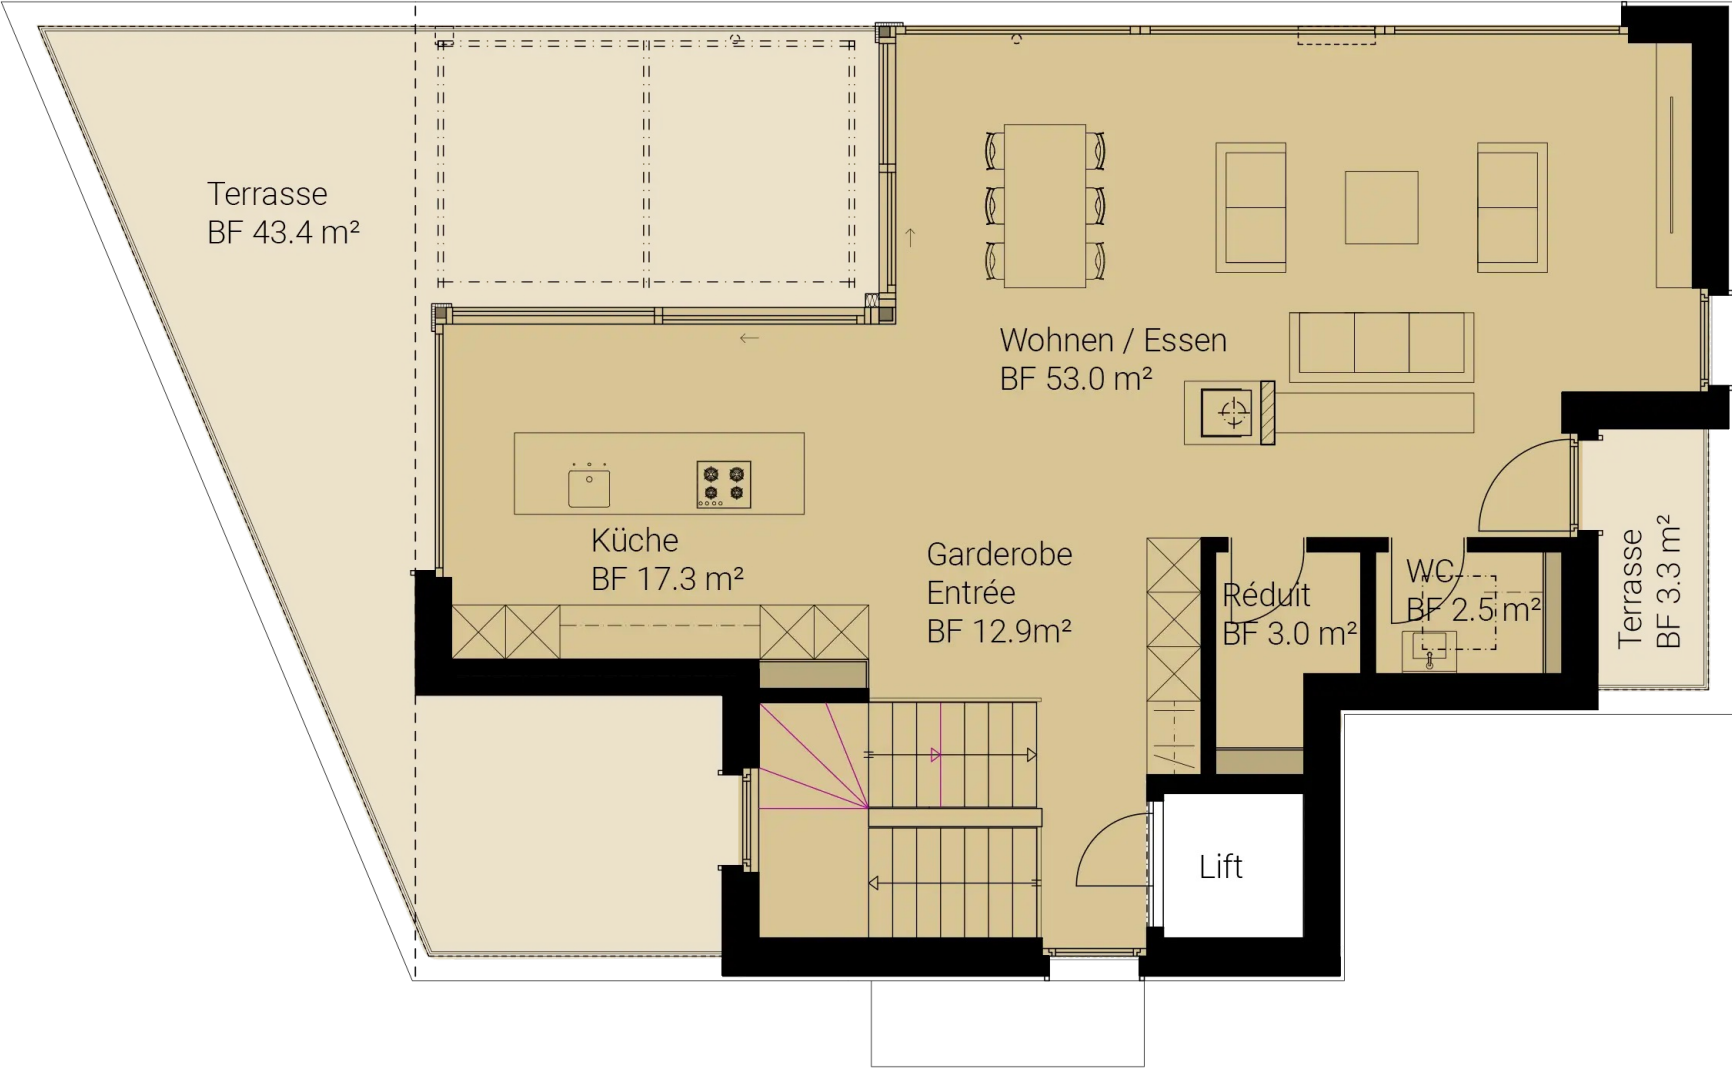 Terrasse
BF 43.4 m²
Wohnen / Essen
BF 53.0 m²
Küche
BF 17.3 m²
Garderobe
Entrée
BF 12.9m²
Réduit
BF 3.0 m²
WC
BF 2.5 m²
Terrasse
BF 3.3 m²
Lift